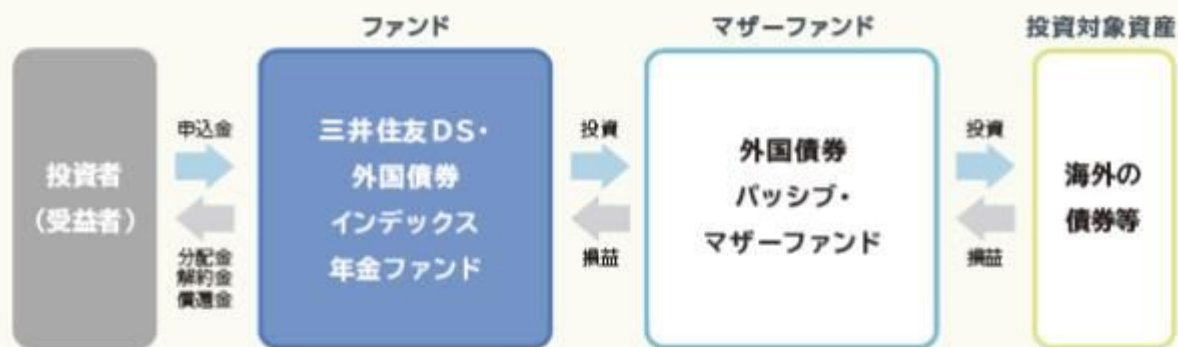 ファンド
マザーファンド
投資対象資産
投資者
(受益者)
申込金
分配金
解約金
償還金
三井住友DS・
外国債券
インデックス
年金ファンド
投資
損益
外国債券
パッシブ・
マザーファンド
投資
損益
海外の
債券等